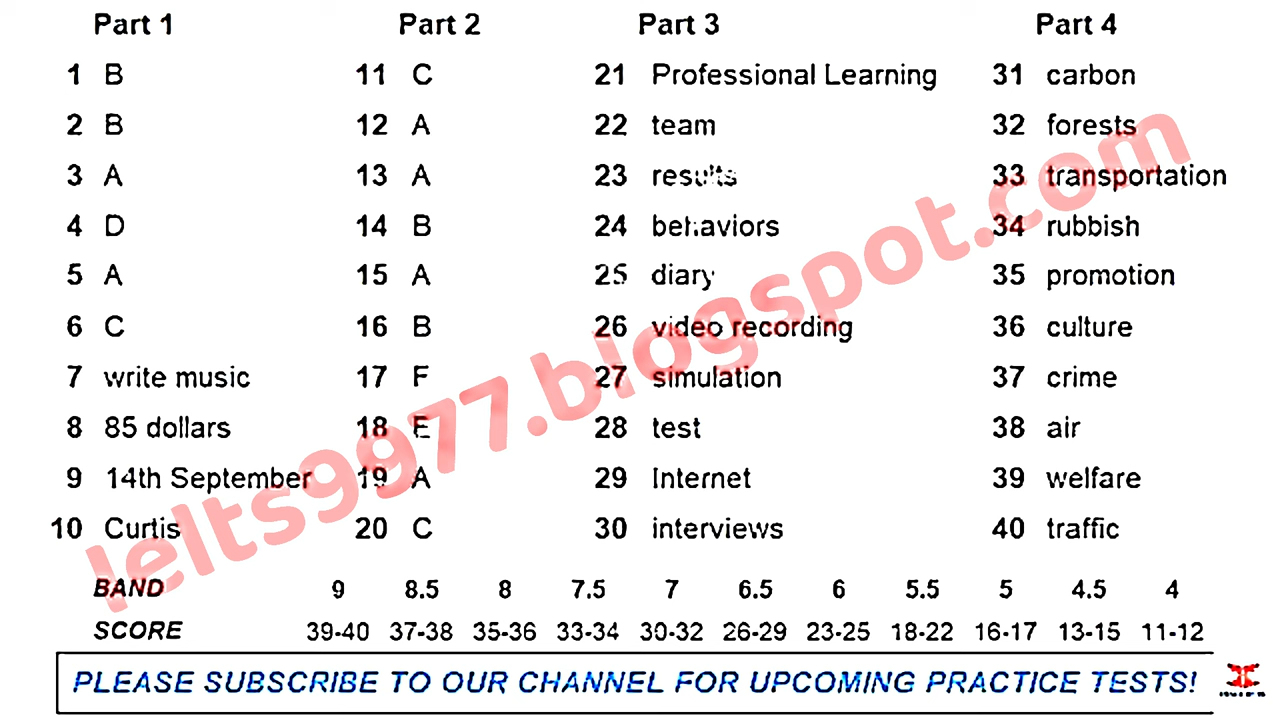 Part 1 Part 2 Part 3 Part 4
1 B 11 C 21 Professional Learning 31 carbon
2 B 12 A 22 team 32 forests
3 A 13 A 23 results 33 transportation
4 D 14 B 24 behaviors 34 rubbish
5 A 15 A 25 diary 35 promotion
6 C 16 B 26 video recording 36 culture
7 write music 17 F 27 simulation 37 crime
8 85 dollars 18 E 28 test 38 air
9 14th September 19 A 29 Internet 39 welfare
10 Curtis 20 C 30 interviews 40 traffic
Ielts9977.blogspot.com
BAND 9 8.5 8 7.5 7 6.5 6 5.5 5 4.5 4
SCORE 39-40 37-38 35-36 33-34 30-32 26-29 23-25 18-22 16-17 13-15 11-12
PLEASE SUBSCRIBE TO OUR CHANNEL FOR UPCOMING PRACTICE TESTS!